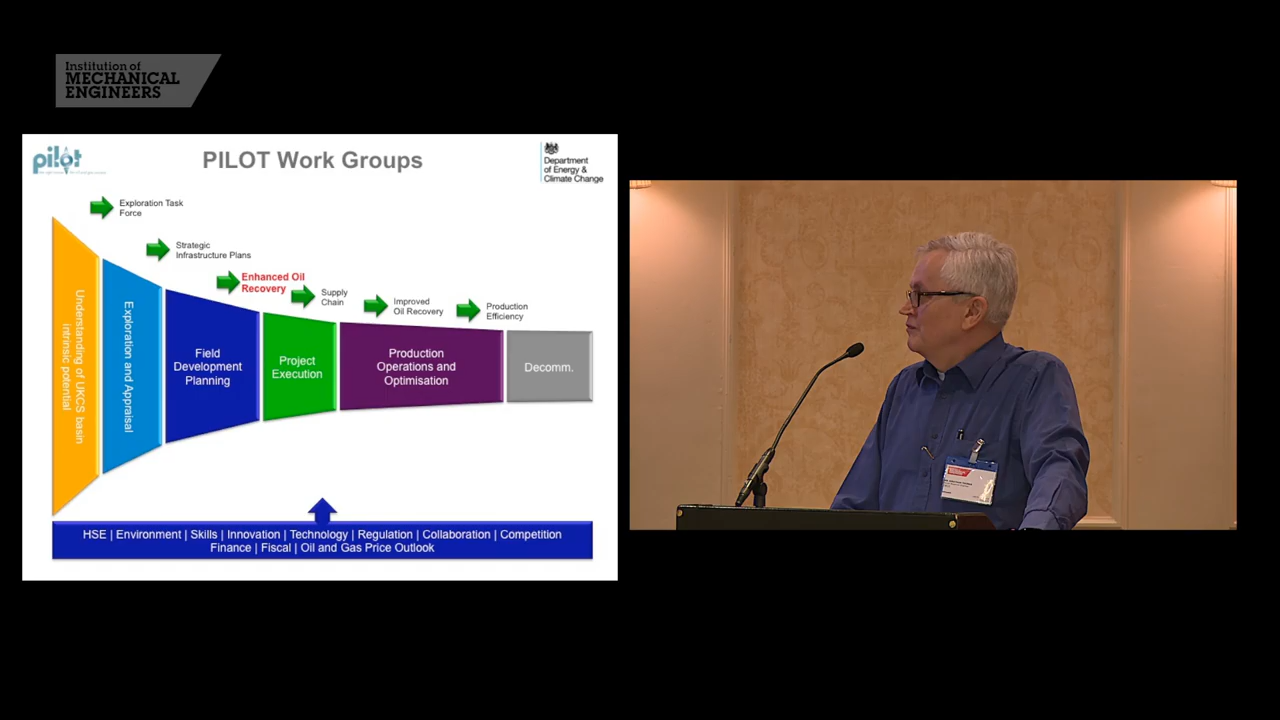 Institution of
MECHANICAL
ENGINEERS
pilot
PILOT Work Groups
Department
of Energy &
Climate Change
Exploration Task
Force
Strategic
Infrastructure Plans
Enhanced Oil
Recovery
Supply
Chain
Improved
Oil Recovery
Production
Efficiency
Understanding of UKCS basin
intrinsic potential
Exploration and Appraisal
Field
Development
Planning
Project
Execution
Production
Operations and
Optimisation
Decomm.
HSE | Environment | Skills | Innovation | Technology | Regulation | Collaboration | Competition
Finance | Fiscal | Oil and Gas Price Outlook